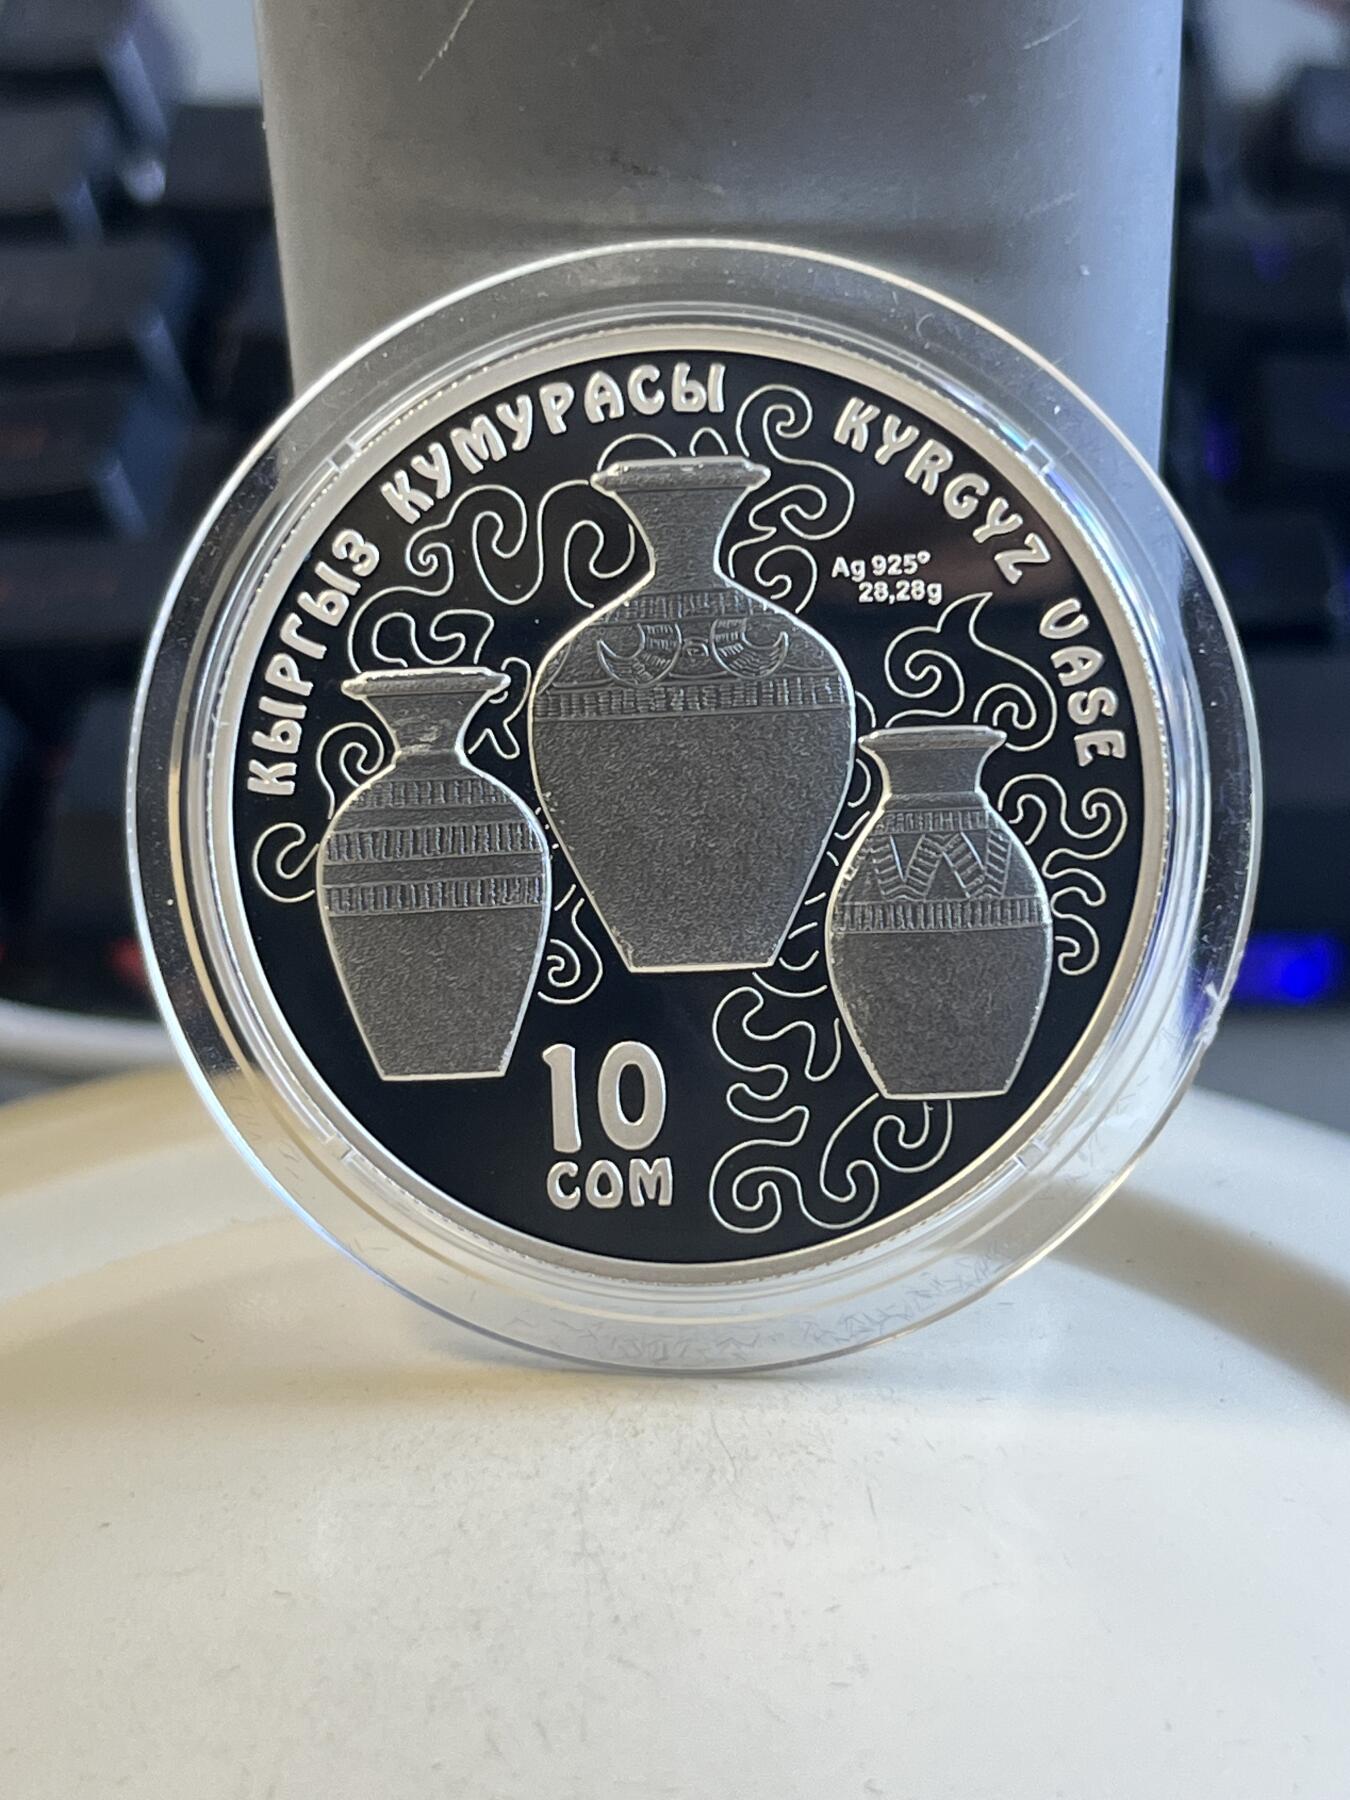 КЫРГЫЗ КУМУРАСЫ
KYRGYZ VASE
Ag 925°
28,28g
10
СОМ